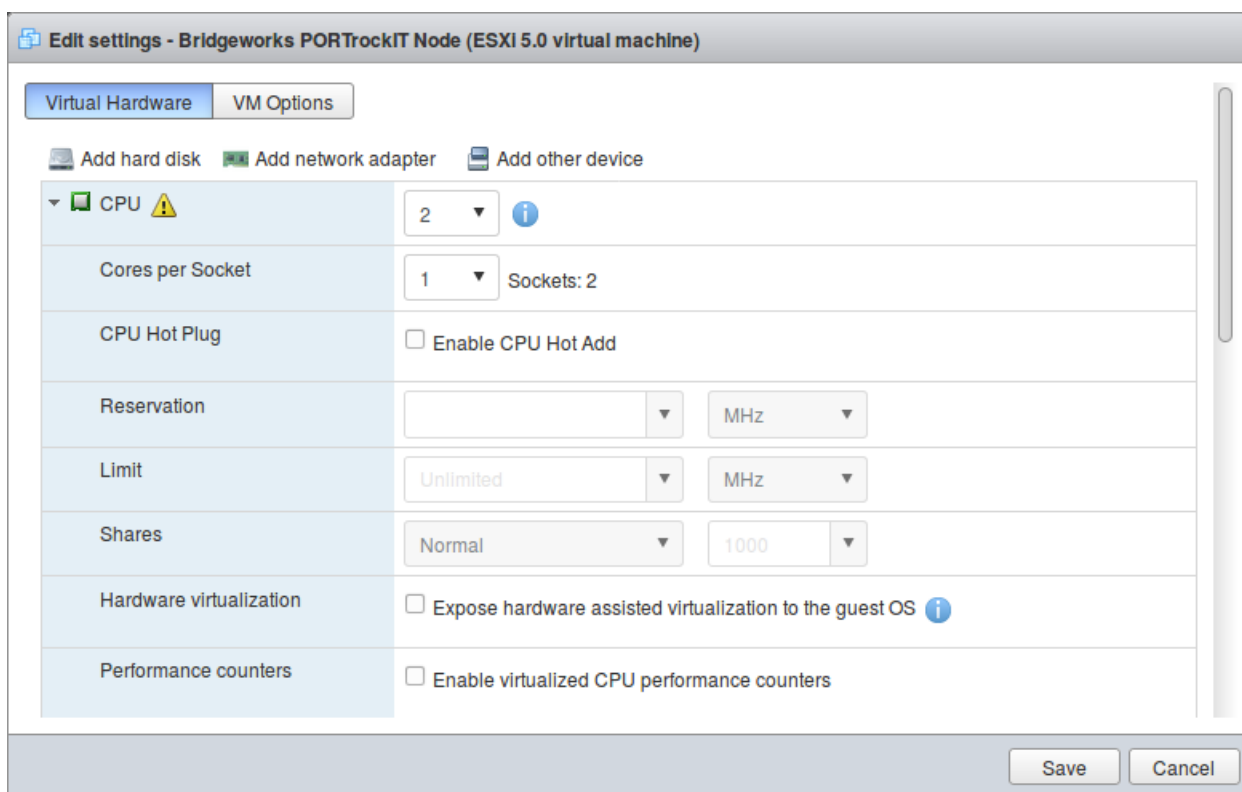 Edit settings - Bridgeworks PORTrockIT Node (ESXi 5.0 virtual machine)
Virtual Hardware VM Options
Add hard disk Add network adapter Add other device
CPU 2
Cores per Socket 1 Sockets: 2
CPU Hot Plug Enable CPU Hot Add
Reservation MHz
Limit Unlimited MHz
Shares Normal 1000
Hardware virtualization Expose hardware assisted virtualization to the guest OS
Performance counters Enable virtualized CPU performance counters
Save Cancel